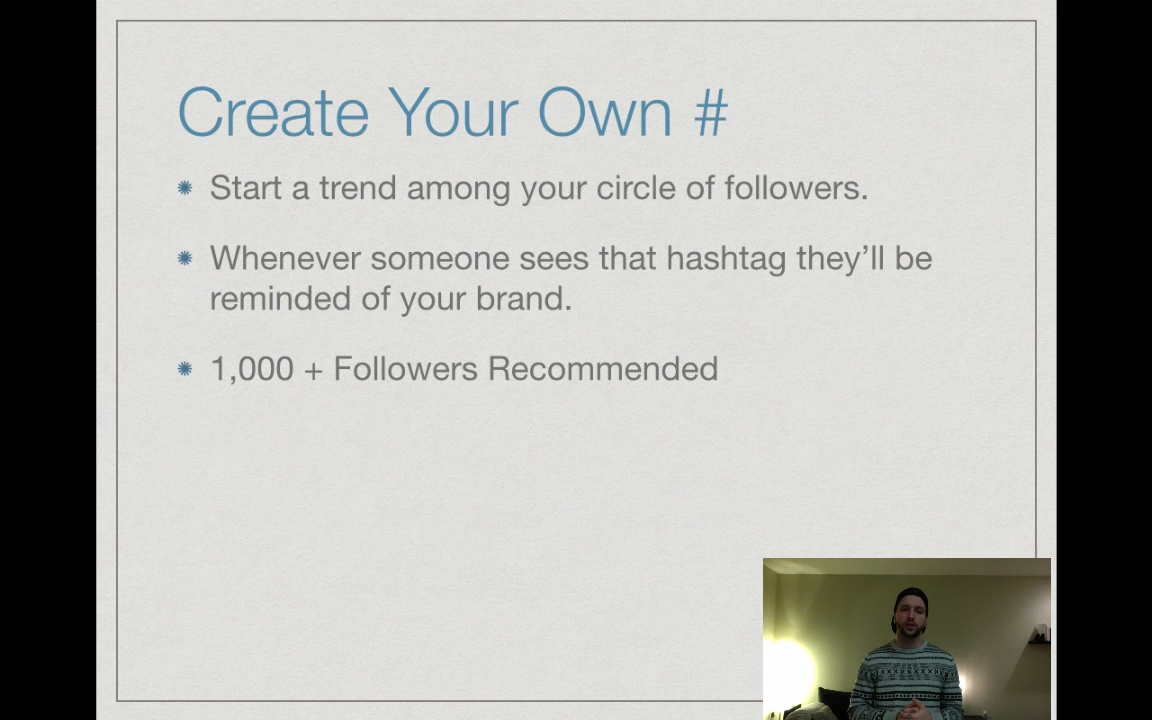 Create Your Own #
Start a trend among your circle of followers.
Whenever someone sees that hashtag they’ll be
reminded of your brand.
1,000 + Followers Recommended